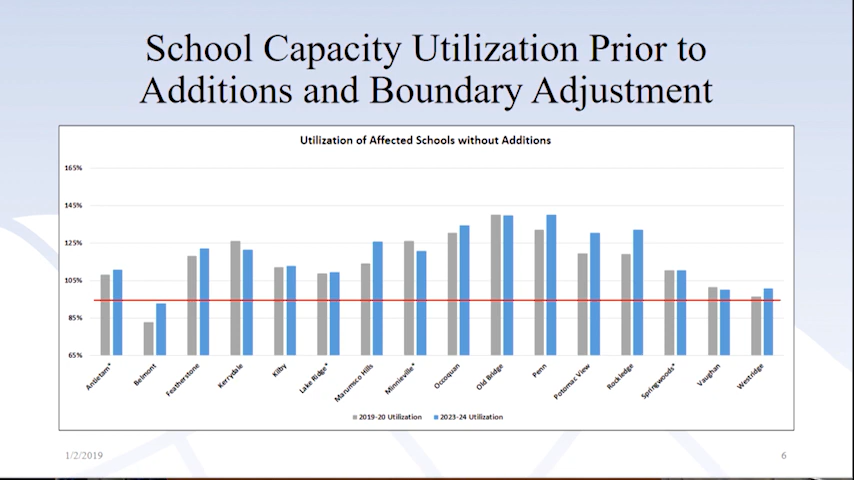 School Capacity Utilization Prior to
Additions and Boundary Adjustment
Utilization of Affected Schools without Additions
165%
145%
125%
105%
85%
65%
Antietam*
Belmont
Featherstone
Kerrydale
Kilby
Lake Ridge*
Marumsco Hills
Minnieville*
Occoquan
Old Bridge
Penn
Potomac View
Rockledge
Springwoods*
Vaughan
Westridge
2019-20 Utilization
2023-24 Utilization
1/2/2019
6